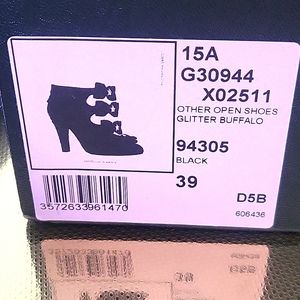 15A
G30944
X02511
OTHER OPEN SHOES
GLITTER BUFFALO
94305
BLACK
39
D5B
3572633961470
606436